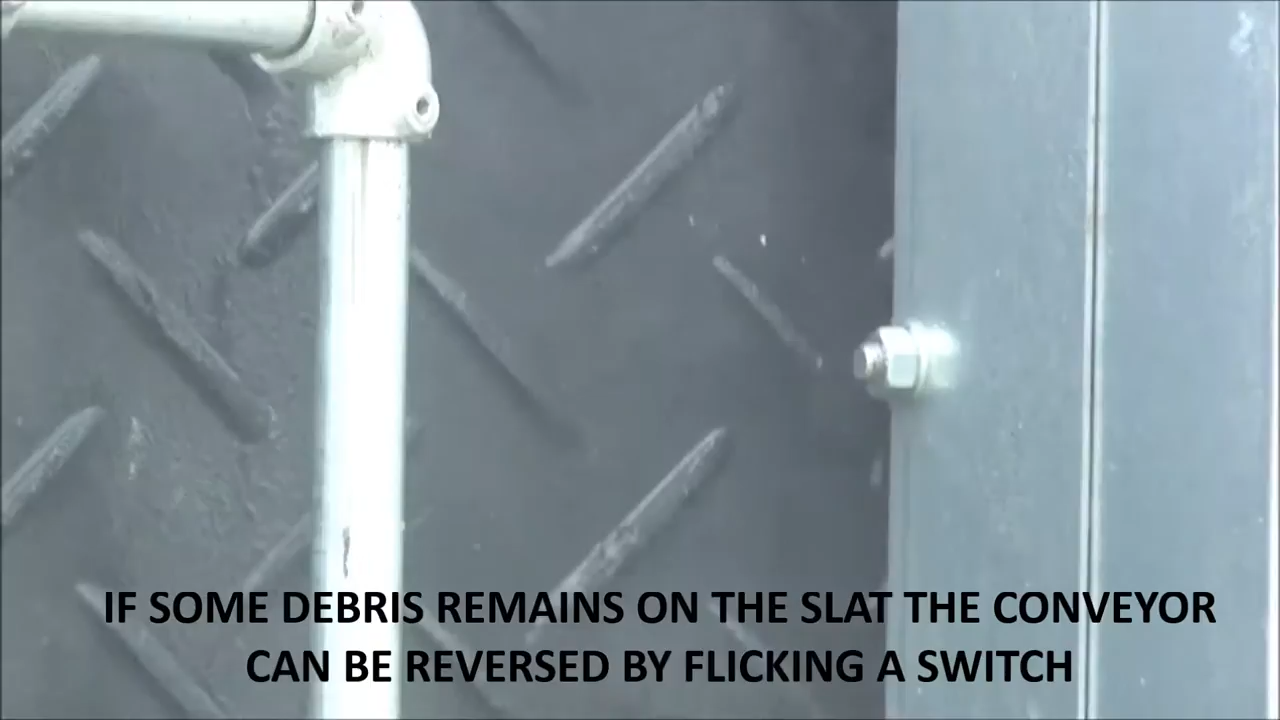 IF SOME DEBRIS REMAINS ON THE SLAT THE CONVEYOR
CAN BE REVERSED BY FLICKING A SWITCH